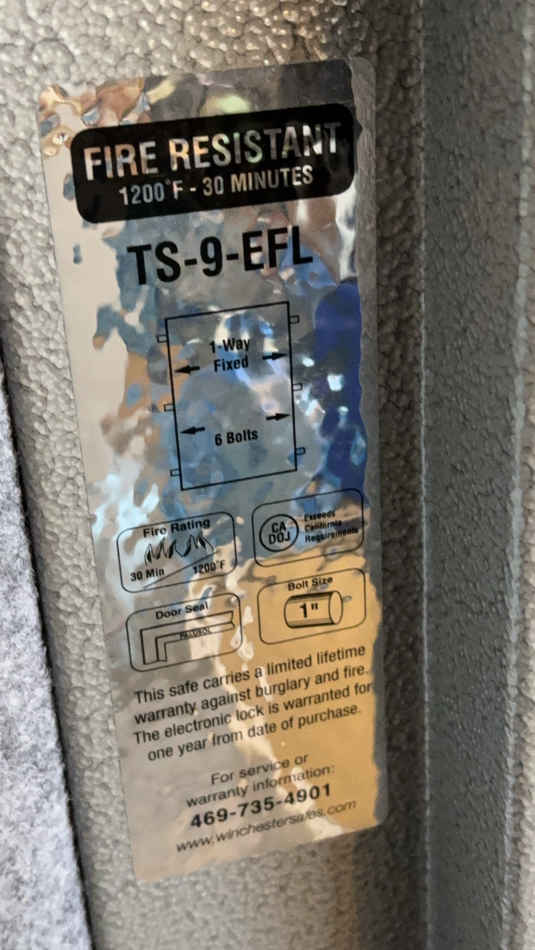 FIRE RESISTANT
1200°F - 30 MINUTES
TS-9-EFL
1-Way
Fixed
6 Bolts
Fire Rating
30 Min 1200°F
CA
DOJ
Exceeds
California
Requirements
Door Seal
Bolt Size
1"
This safe carries a limited lifetime
warranty against burglary and fire.
The electronic lock is warranted for
one year from date of purchase.
For service or
warranty information:
469-735-4901
www.winchestersafes.com